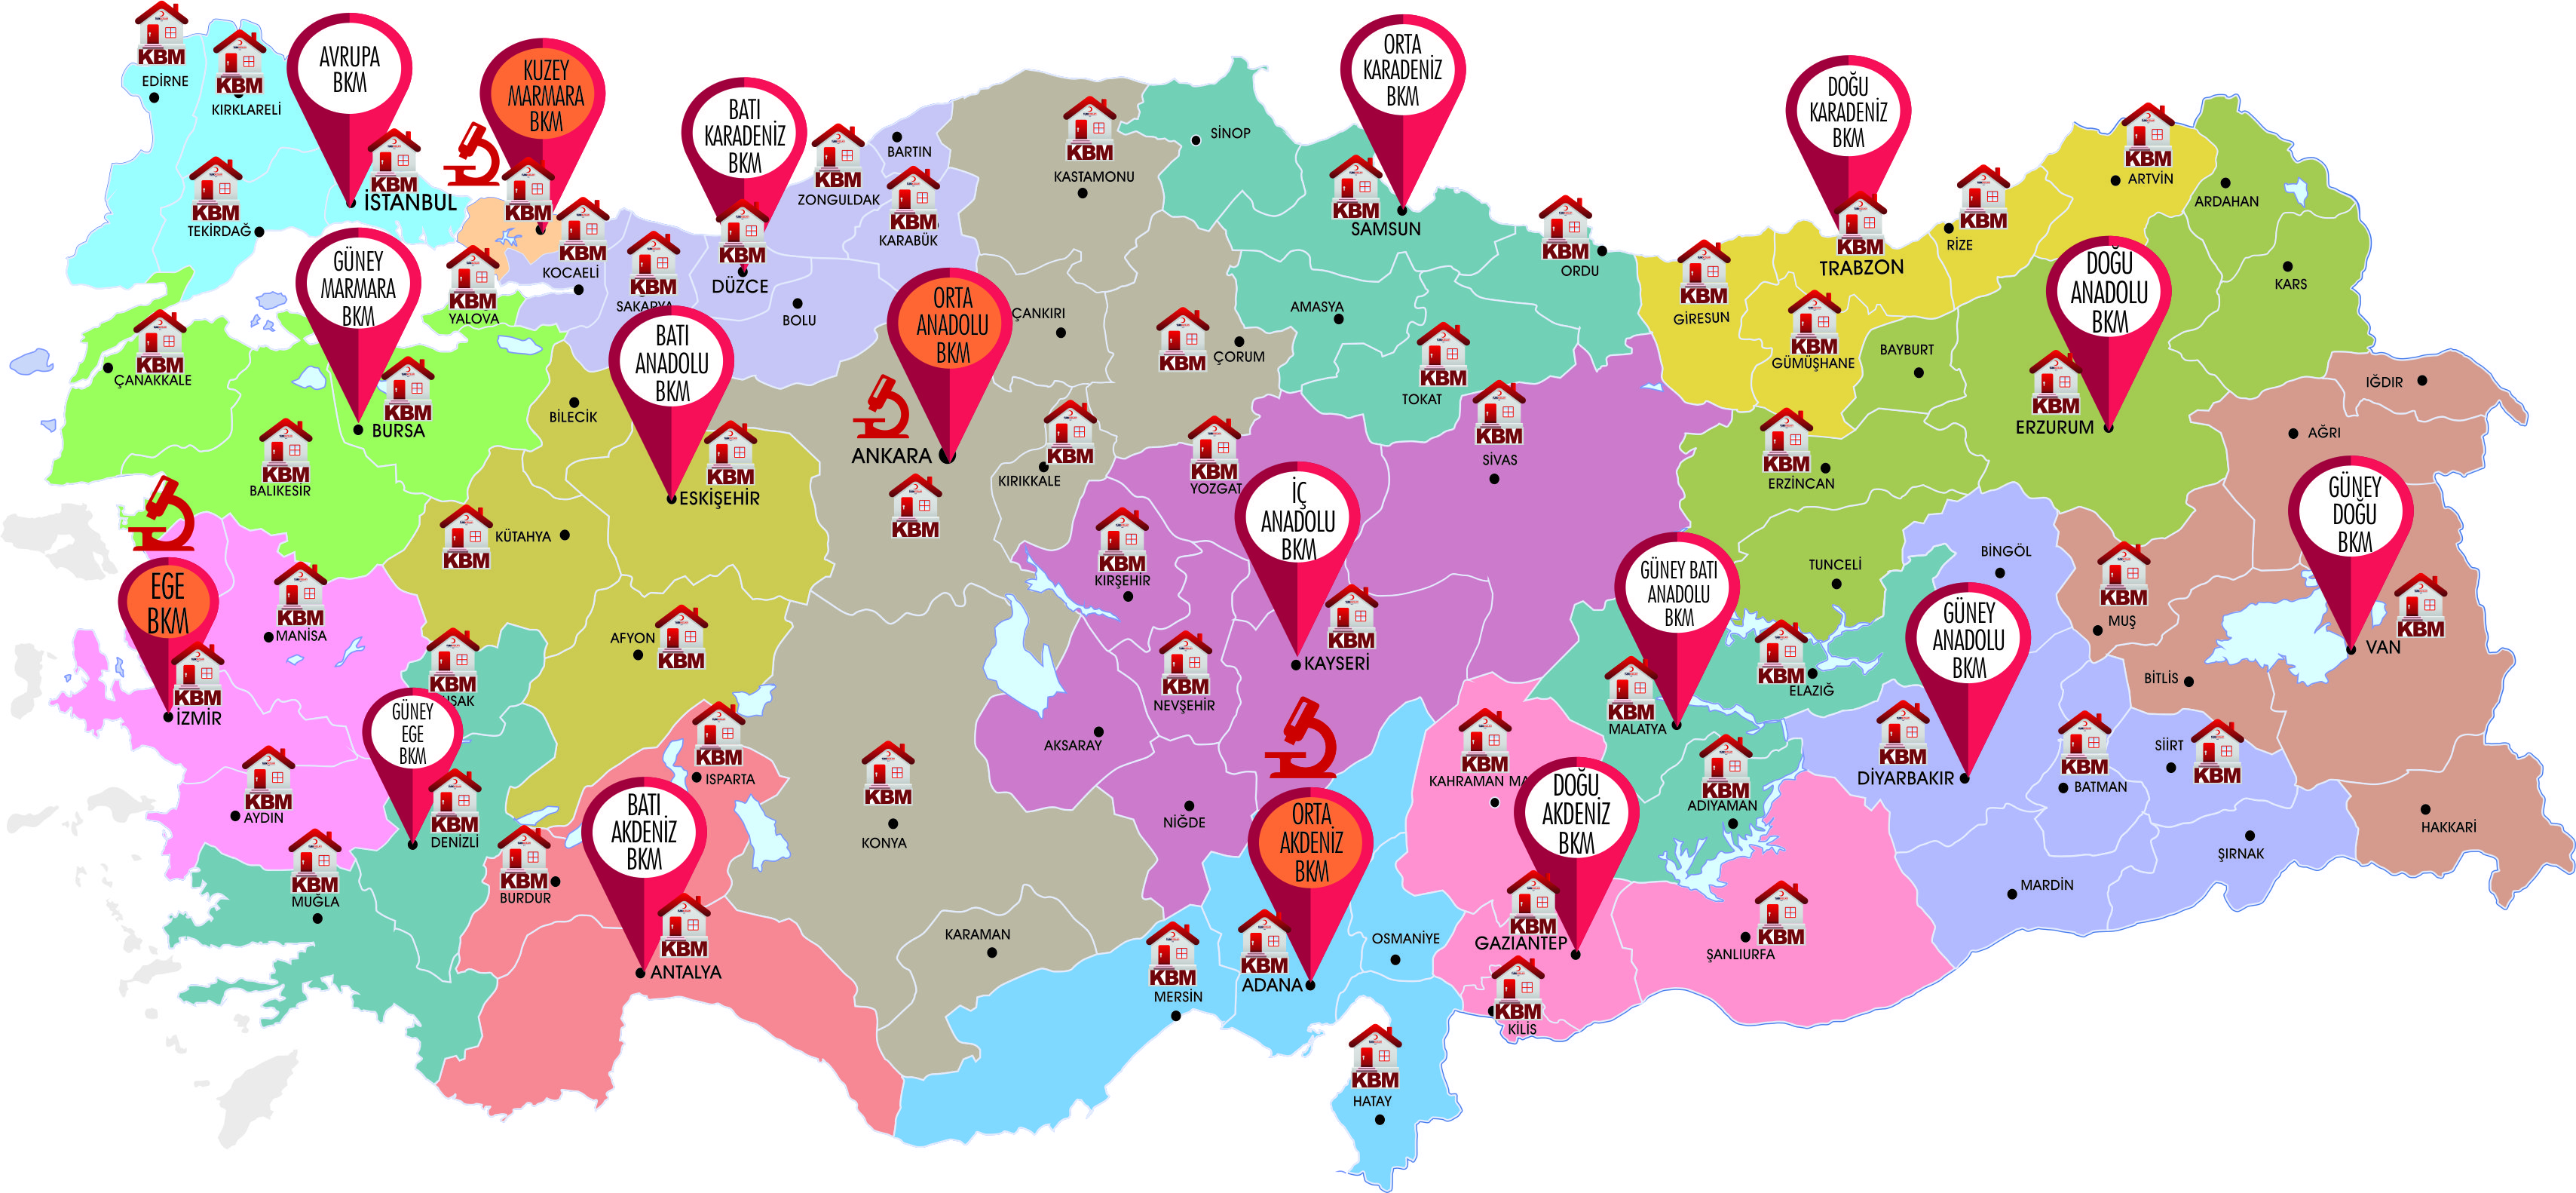 KBM
EDİRNE
KBM
KIRKLARELİ
AVRUPA
BKM
KBM
İSTANBUL
KBM
TEKİRDAĞ
KUZEY
MARMARA
BKM
KBM
KBM
KOCAELİ
BATI
KARADENİZ
BKM
KBM
DÜZCE
KBM
ZONGULDAK
BARTIN
KBM
KARABÜK
KBM
KASTAMONU
SİNOP
ORTA
KARADENİZ
BKM
KBM
SAMSUN
KBM
ORDU
DOĞU
KARADENİZ
BKM
KBM
TRABZON
KBM
RİZE
KBM
ARTVİN
ARDAHAN
KARS
KBM
GİRESUN
KBM
GÜMÜŞHANE
BAYBURT
DOĞU
ANADOLU
BKM
KBM
ERZURUM
IĞDIR
AĞRI
GÜNEY
MARMARA
BKM
KBM
BURSA
KBM
YALOVA
KBM
SAKARYA
BOLU
KBM
ÇANAKKALE
KBM
BALIKESİR
BİLECİK
BATI
ANADOLU
BKM
KBM
ESKİŞEHİR
KBM
KÜTAHYA
ORTA
ANADOLU
BKM
ANKARA
KBM
ÇANKIRI
KBM
ÇORUM
AMASYA
KBM
TOKAT
KBM
KIRIKKALE
KBM
YOZGAT
KBM
SİVAS
KBM
ERZİNCAN
TUNCELİ
BİNGÖL
KBM
MUŞ
GÜNEY
DOĞU
BKM
KBM
VAN
BİTLİS
HAKKARİ
EGE
BKM
KBM
İZMİR
KBM
MANİSA
KBM
UŞAK
KBM
AFYON
KBM
AYDIN
GÜNEY
EGE
BKM
KBM
DENİZLİ
KBM
MUĞLA
KBM
BURDUR
KBM
ISPARTA
BATI
AKDENİZ
BKM
KBM
ANTALYA
KBM
KONYA
KARAMAN
AKSARAY
NİĞDE
KBM
KIRŞEHİR
KBM
NEVŞEHİR
İÇ
ANADOLU
BKM
KBM
KAYSERİ
ORTA
AKDENİZ
BKM
KBM
ADANA
KBM
MERSİN
OSMANİYE
KBM
HATAY
KBM
KAHRAMAN MA
DOĞU
AKDENİZ
BKM
KBM
GAZİANTEP
KBM
KİLİS
KBM
ŞANLIURFA
GÜNEY BATI
ANADOLU
BKM
KBM
MALATYA
KBM
ELAZIĞ
KBM
ADIYAMAN
GÜNEY
ANADOLU
BKM
KBM
DİYARBAKIR
KBM
BATMAN
SİİRT
KBM
ŞIRNAK
MARDİN